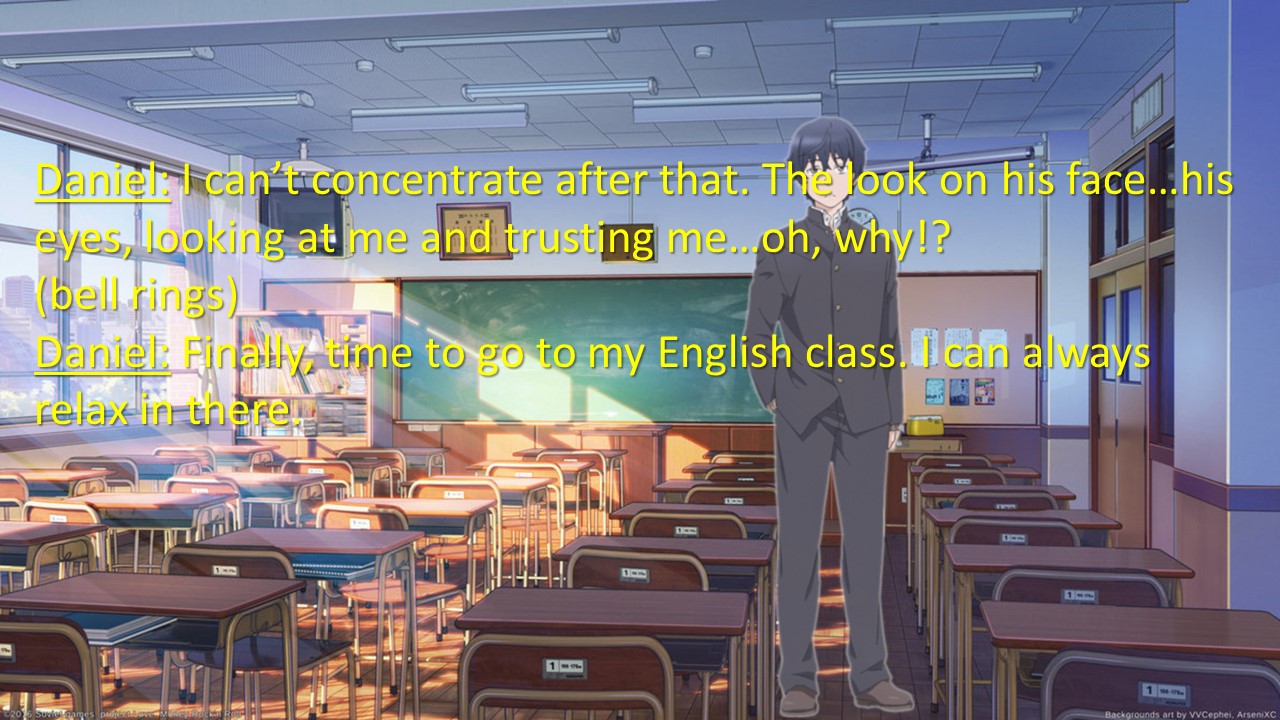 Daniel: I can’t concentrate after that. The look on his face…his
eyes, looking at me and trusting me…oh, why!?
(bell rings)
Daniel: Finally, time to go to my English class. I can always
relax in there.
Backgrounds art by VVCephei, ArseniXC